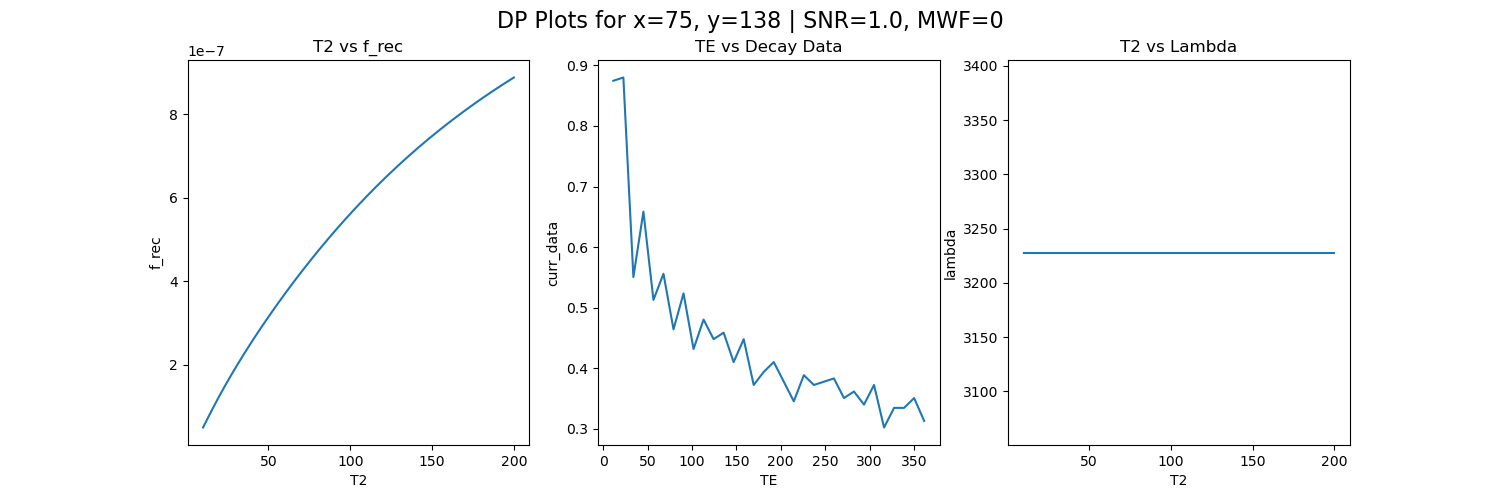 DP Plots for x=75, y=138 | SNR=1.0, MWF=0
T2 vs f_rec
1e−7
8
6
4
2
f_rec
50 100 150 200
T2
TE vs Decay Data
0.9
0.8
0.7
0.6
0.5
0.4
0.3
curr_data
0 50 100 150 200 250 300 350
TE
T2 vs Lambda
3400
3350
3300
3250
3200
3150
3100
lambda
50 100 150 200
T2